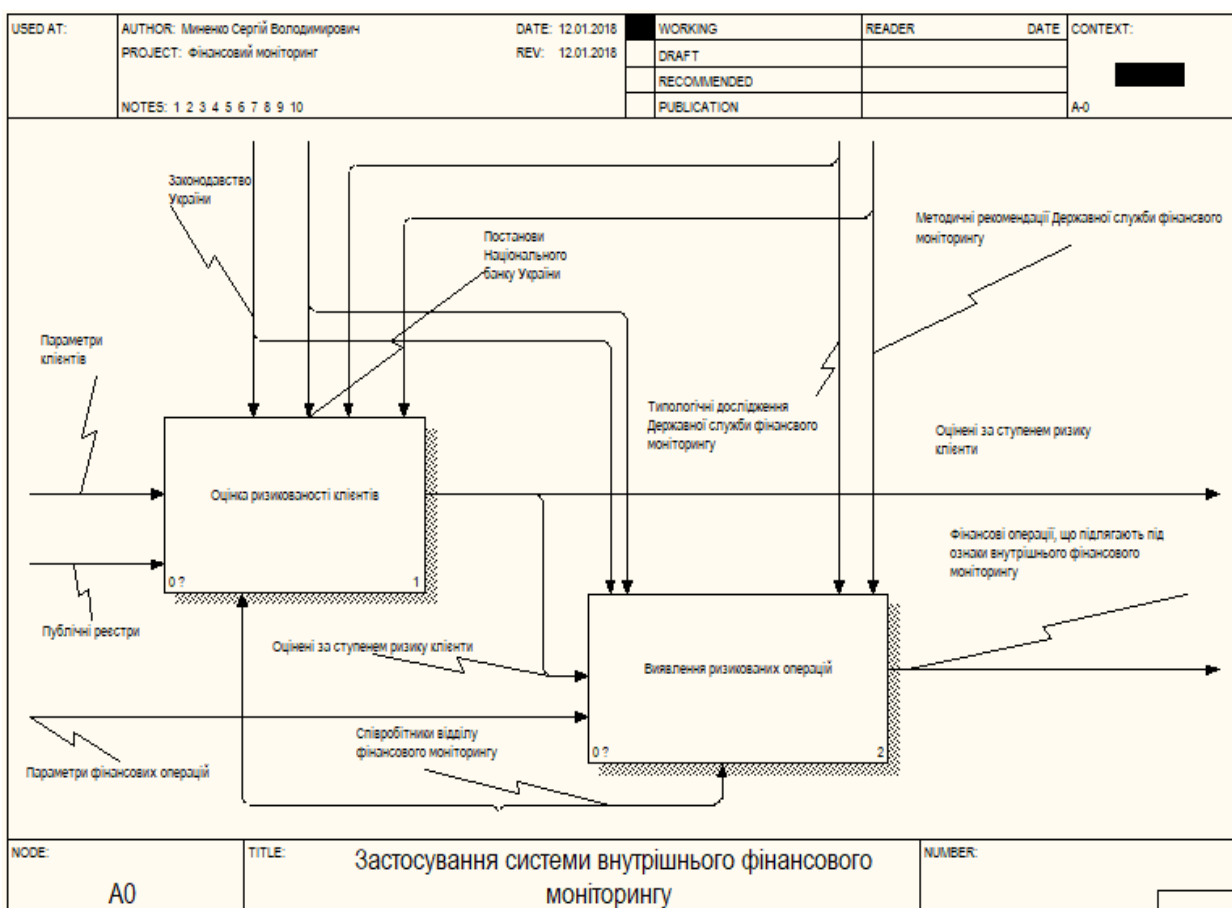 USED AT:
AUTHOR: Миненко Сергій Володимирович
DATE: 12.01.2018
PROJECT: Фінансовий моніторинг
REV: 12.01.2018
NOTES: 1 2 3 4 5 6 7 8 9 10
WORKING
DRAFT
RECOMMENDED
PUBLICATION
READER
DATE
CONTEXT:
A-0
Законодавство
України
Постанови
Національного
банку України
Методичні рекомендації Державної служби фінансвого
моніторингу
Параметри
клієнтів
Типологічні дослідження
Державної служби фінансвого
моніторингу
Оцінені за ступенем ризику
клієнти
Оцінка ризикованості клієнтів
0 ?
1
Фінансові операції, що підлягають під
ознаки внутрішнього фінансового
моніторингу
Публічні реєстри
Оцінені за ступенем ризику клієнти
Виявлення ризикованих операцій
0 ?
2
Співробітники відділу
фінансового моніторингу
Параметри фінансових операцій
NODE:
A0
TITLE:
Застосування системи внутрішнього фінансового
моніторингу
NUMBER: